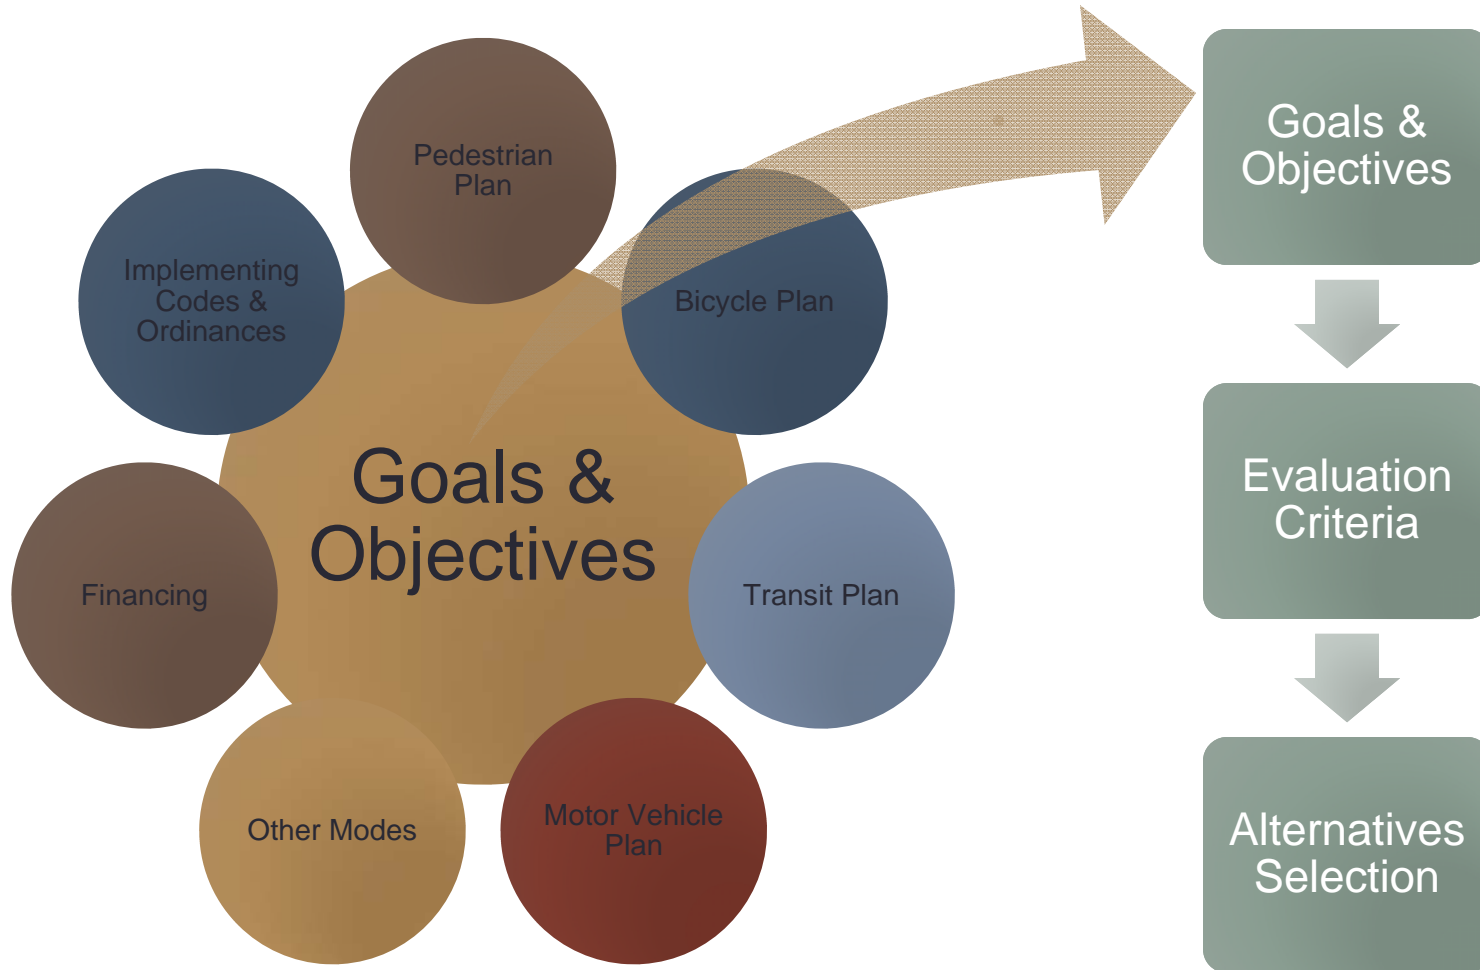 Pedestrian
Plan
Implementing
Codes &
Ordinances
Bicycle Plan
Goals &
Objectives
Financing
Transit Plan
Other Modes
Motor Vehicle
Plan
Goals &
Objectives
Evaluation
Criteria
Alternatives
Selection